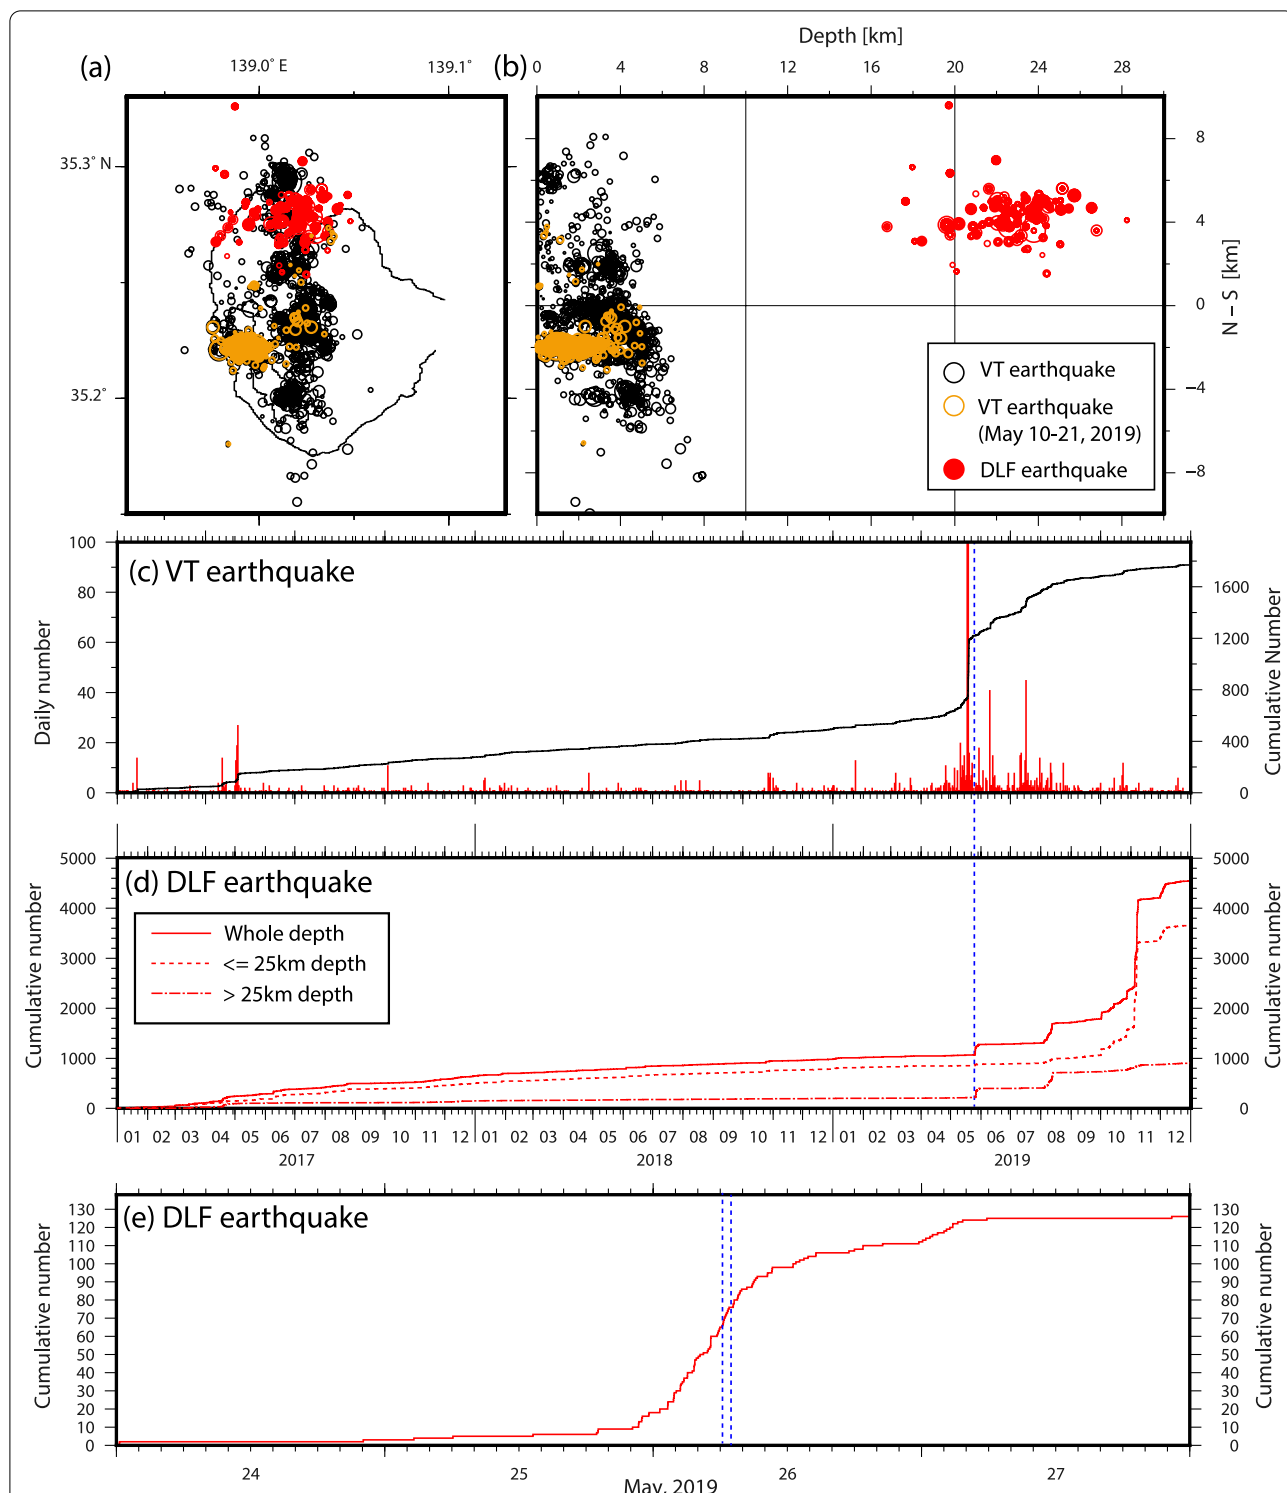 Depth [km]
(a) 139.0° E 139.1° (b) 0 4 8 12 16 20 24 28
35.3° N
35.2°
8
4
0
−4
−8
N – S [km]
VT earthquake
VT earthquake
(May 10-21, 2019)
DLF earthquake
(c) VT earthquake
Daily number
100
80
60
40
20
0
1600
1200
800
400
0
Cumulative Number
(d) DLF earthquake
Whole depth
<= 25km depth
> 25km depth
Cumulative number
5000
4000
3000
2000
1000
0
5000
4000
3000
2000
1000
0
Cumulative number
01 02 03 04 05 06 07 08 09 10 11 12 01 02 03 04 05 06 07 08 09 10 11 12 01 02 03 04 05 06 07 08 09 10 11 12
2017 2018 2019
(e) DLF earthquake
Cumulative number
130
120
110
100
90
80
70
60
50
40
30
20
10
0
130
120
110
100
90
80
70
60
50
40
30
20
10
0
Cumulative number
24 25 26 27
May, 2019